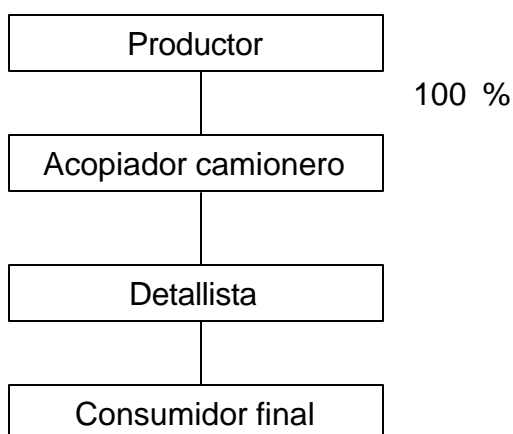 Productor
100 %
Acopiador camionero
Detallista
Consumidor final